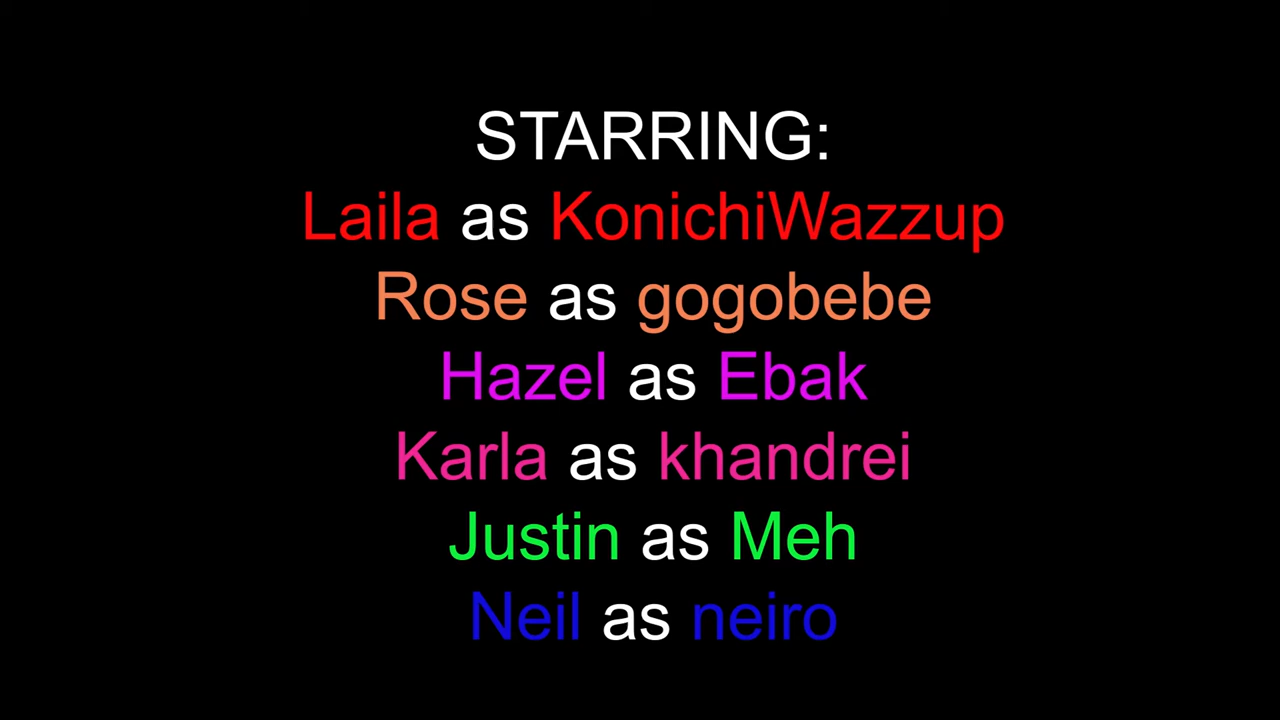 STARRING:
Laila as KonichiWazzup
Rose as gogobebe
Hazel as Ebak
Karla as khandrei
Justin as Meh
Neil as neiro